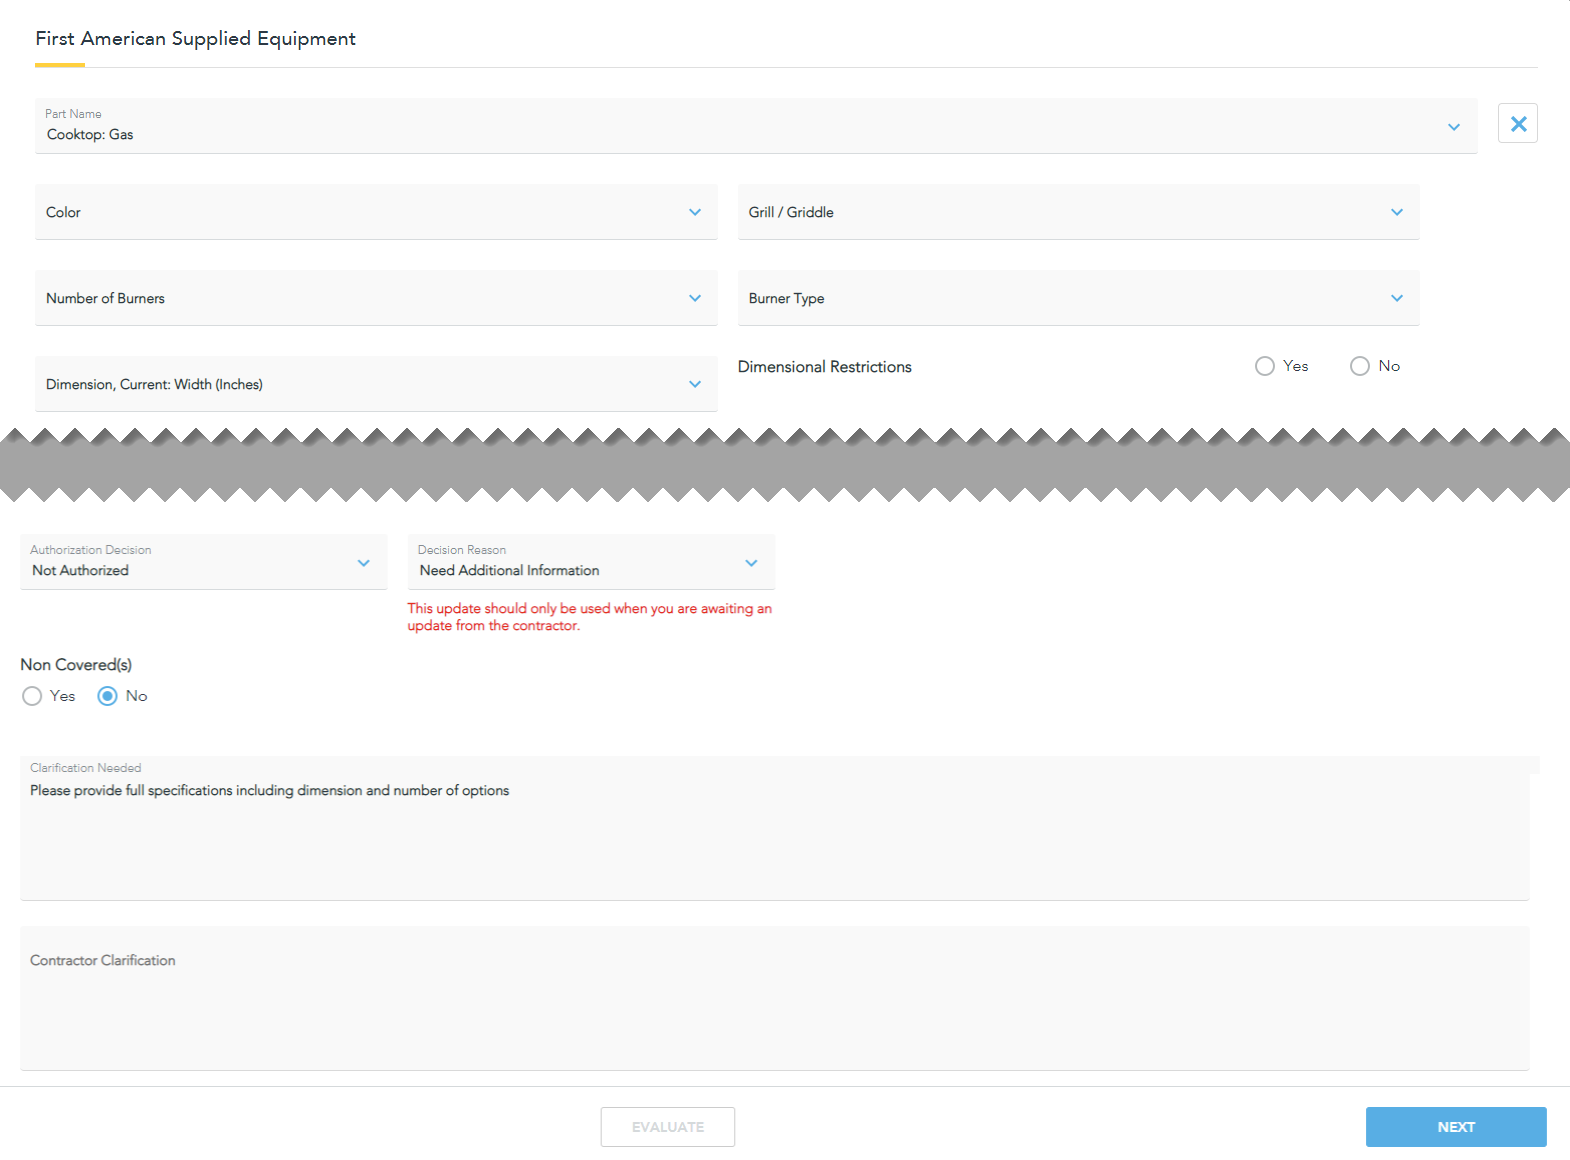 First American Supplied Equipment
Part Name
Cooktop: Gas
Color
Grill / Griddle
Number of Burners
Burner Type
Dimension, Current: Width (Inches)
Dimensional Restrictions
Yes
No
Authorization Decision
Not Authorized
Decision Reason
Need Additional Information
This update should only be used when you are awaiting an
update from the contractor.
Non Covered(s)
Yes
No
Clarification Needed
Please provide full specifications including dimension and number of options
Contractor Clarification
EVALUATE
NEXT